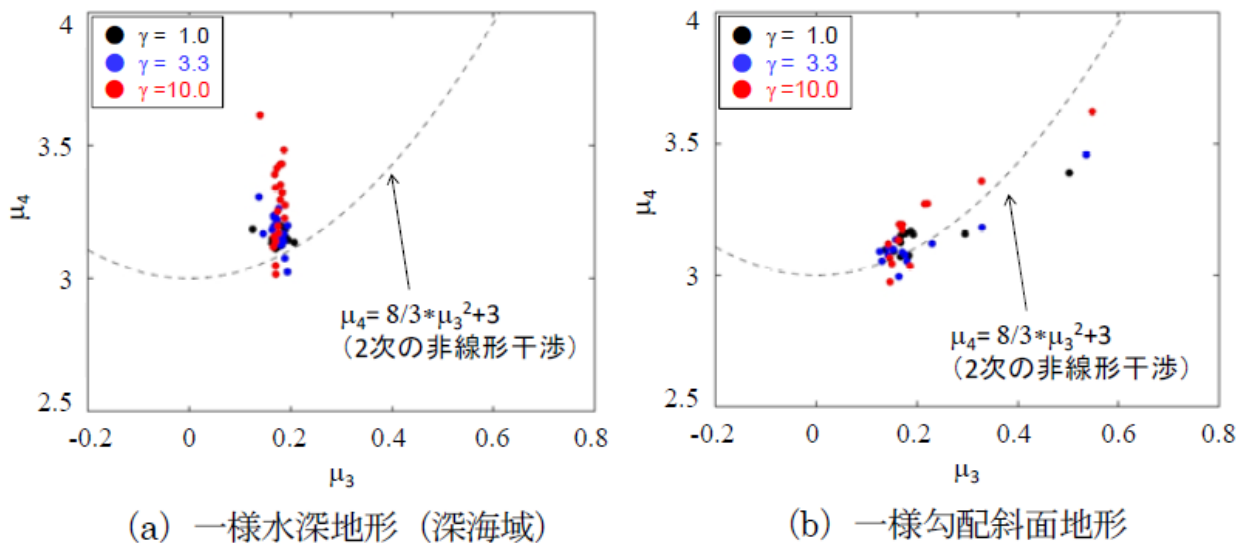 4
3.5
3
2.5
μ₄
γ = 1.0
γ = 3.3
γ =10.0
μ₄= 8/3*μ₃²+3
（2次の非線形干渉）
-0.2 0 0.2 0.4 0.6 0.8
μ₃
(a) 一様水深地形（深海域）
4
3.5
3
2.5
μ₄
γ = 1.0
γ = 3.3
γ =10.0
μ₄= 8/3*μ₃²+3
（2次の非線形干渉）
-0.2 0 0.2 0.4 0.6 0.8
μ₃
(b) 一様勾配斜面地形